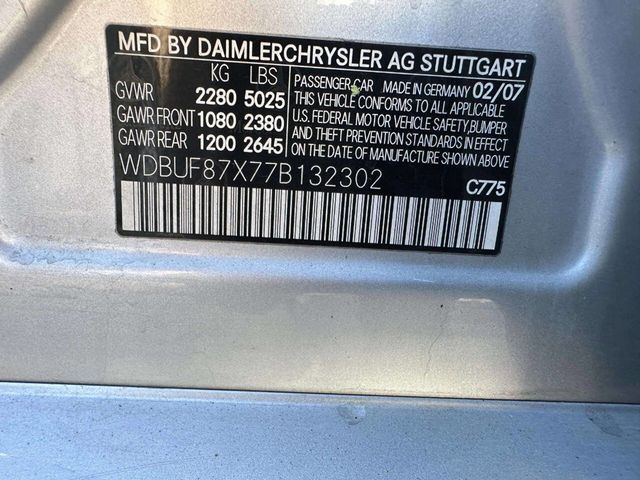 MFD BY DAIMLERCHRYSLER AG STUTTGART
KG LBS
GVWR 2280 5025
GAWR FRONT 1080 2380
GAWR REAR 1200 2645
PASSENGER CAR MADE IN GERMANY 02/07
THIS VEHICLE CONFORMS TO ALL APPLICABLE
U.S. FEDERAL MOTOR VEHICLE SAFETY, BUMPER
AND THEFT PREVENTION STANDARDS IN EFFECT
ON THE DATE OF MANUFACTURE SHOWN ABOVE.
WDBUF87X77B132302
C775